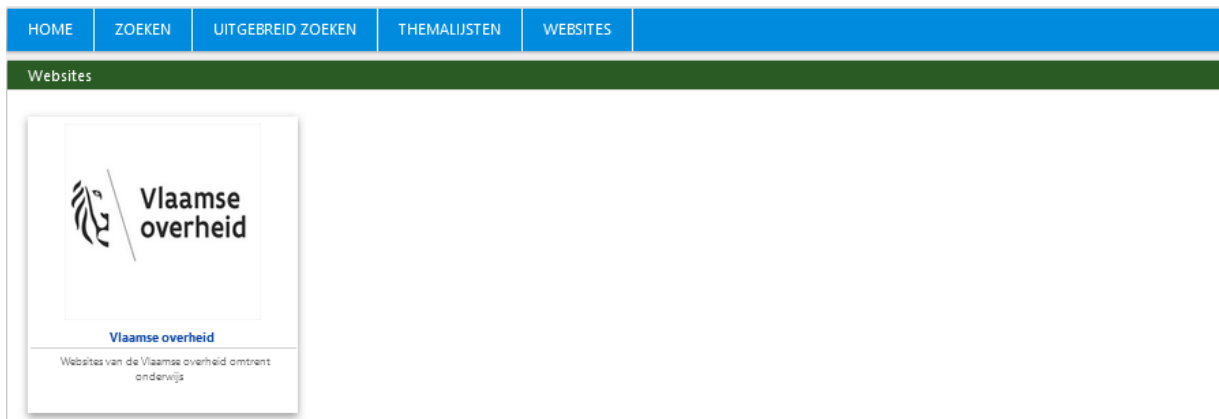 HOME ZOEKEN UITGEBREID ZOEKEN THEMALIJSTEN WEBSITES
Websites
Vlaamse
overheid
Vlaamse overheid
Websites van de Vlaamse overheid omtrent
onderwijs